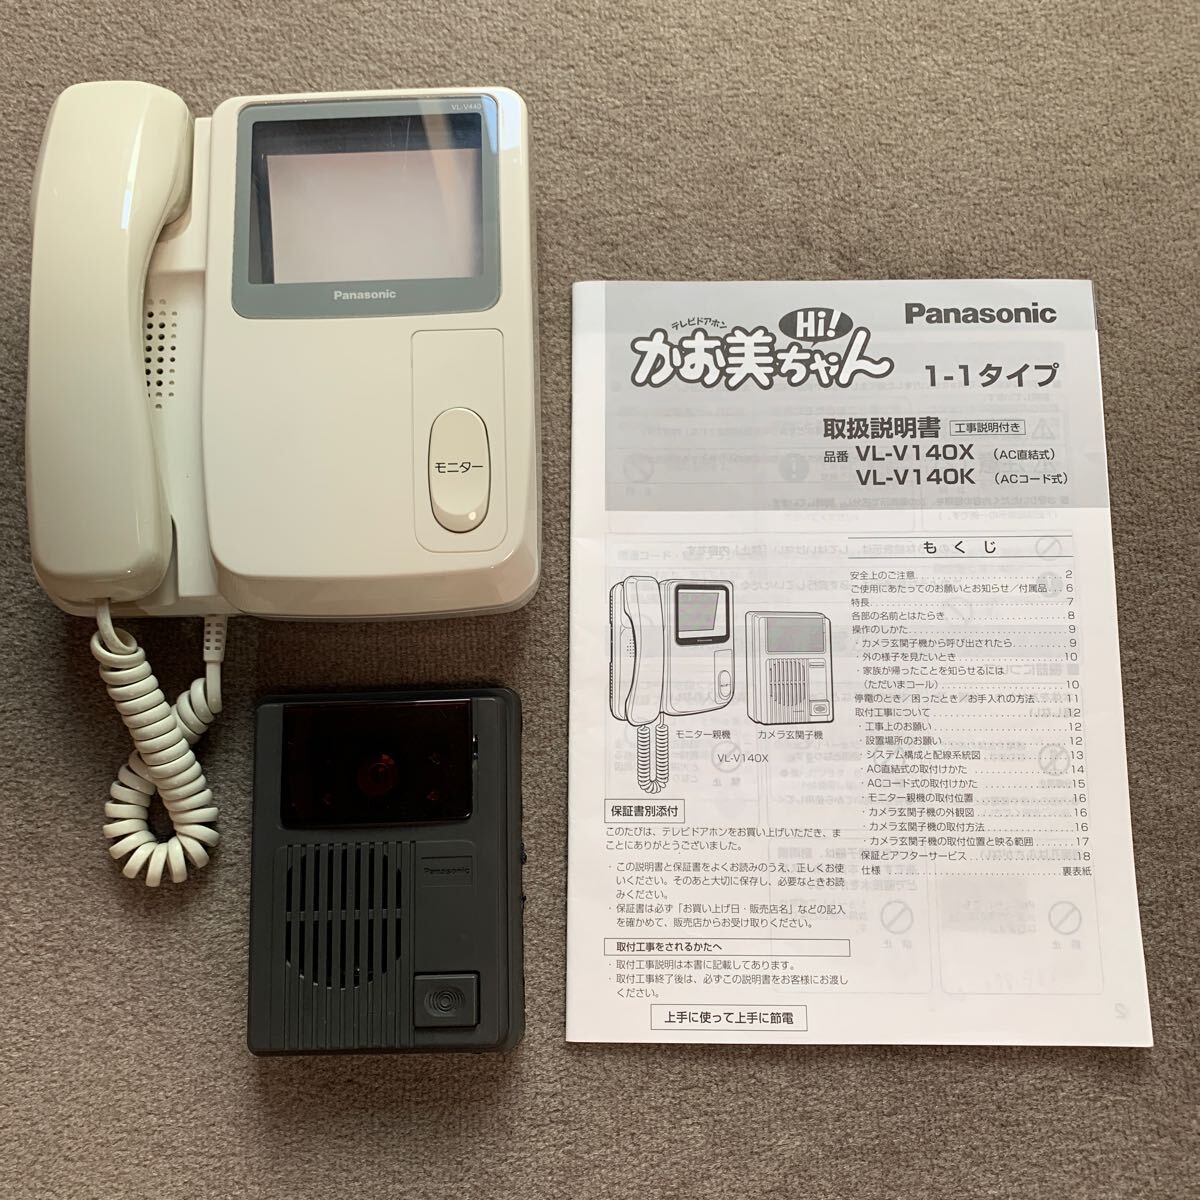 VL-V440
Panasonic
モニター
Panasonic
テレビドアホン
かお美ちゃん
Hi!
Panasonic
1-1タイプ
取扱説明書 工事説明付き
品番 VL-V140X (AC直結式)
VL-V140K (ACコード式)
もくじ
安全上のご注意 2
ご使用にあたってのお願いとお知らせ/付属品 6
特長 7
各部の名前とはたらき 8
操作のしかた 9
・カメラ玄関子機から呼び出されたら 9
・外の様子を見たいとき 10
・家族が帰ったことを知らせるには
(ただいまコール) 10
停電のとき/困ったとき/お手入れの方法 11
取付工事について 12
・工事上のお願い 12
・設置場所のお願い 12
・システム構成と配線系統図 13
・AC直結式の取付けかた 14
・ACコード式の取付けかた 15
・モニター親機の取付位置 16
・カメラ玄関子機の外観図 16
・カメラ玄関子機の取付方法 16
・カメラ玄関子機の取付位置と映る範囲 17
保証とアフターサービス 18
仕様 裏表紙
Panasonic
モニター親機
カメラ玄関子機
VL-V140X
保証書別添付
このたびは、テレビドアホンをお買い上げいただき、ま
ことにありがとうございました。
・この説明書と保証書をよくお読みのうえ、正しくお使
いください。そのあと大切に保存し、必要なときお読
みください。
・保証書は必ず「お買い上げ日・販売店名」などの記入
を確かめて、販売店からお受け取りください。
取付工事をされるかたへ
・取付工事説明は本書に記載してあります。
・取付工事終了後は、必ずこの説明書をお客様にお渡し
ください。
上手に使って上手に節電